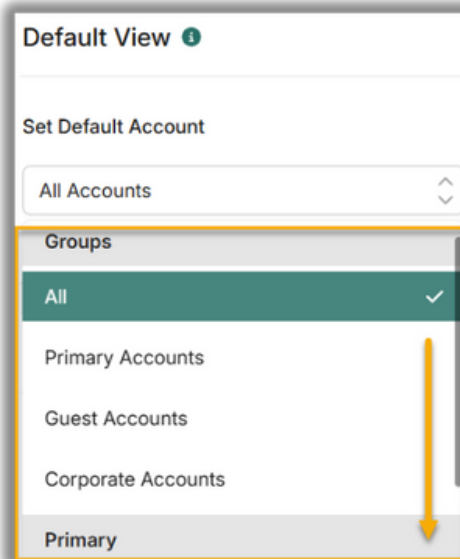 Default View
Set Default Account
All Accounts
Groups
All
Primary Accounts
Guest Accounts
Corporate Accounts
Primary